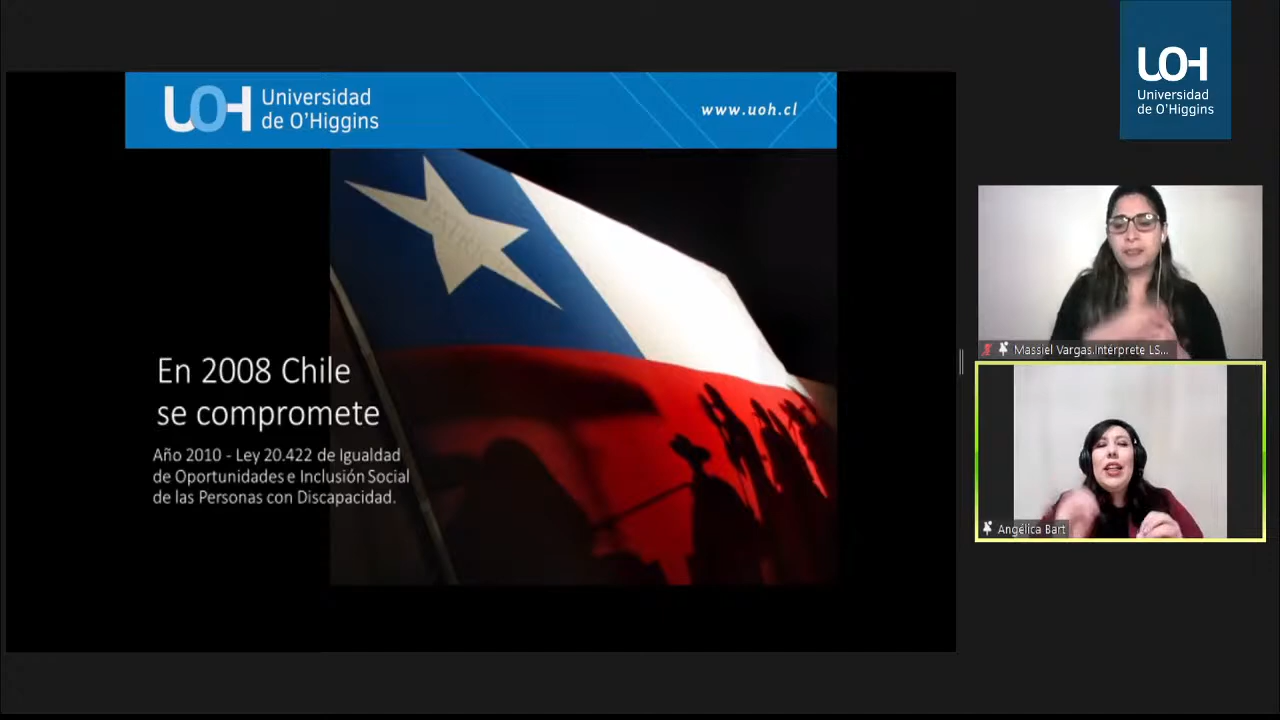 UOH
Universidad
de O'Higgins
www.uoh.cl
En 2008 Chile
se compromete
Año 2010 - Ley 20.422 de Igualdad
de Oportunidades e Inclusión Social
de las Personas con Discapacidad.
UOH
Universidad
de O'Higgins
Massiel Vargas.Intérprete LS...
Angélica Bart